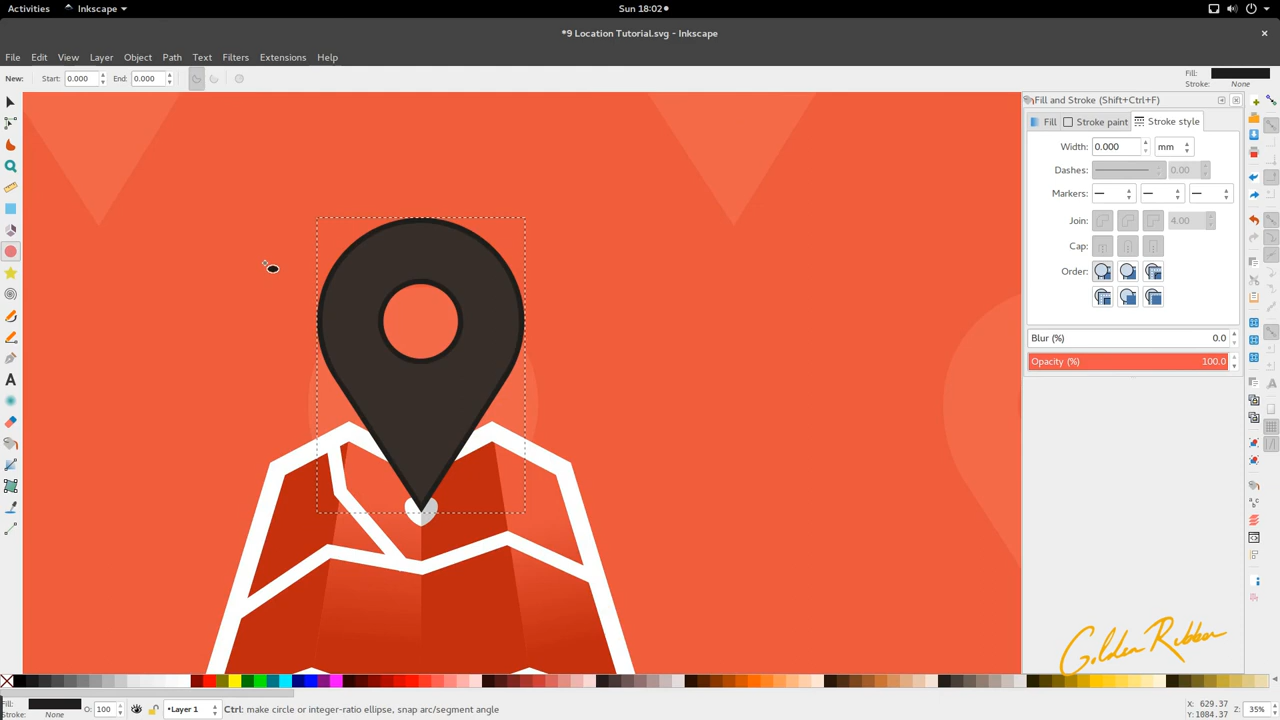 Activities Inkscape Sun 18:02
*9 Location Tutorial.svg - Inkscape
File Edit View Layer Object Path Text Filters Extensions Help
New: Start: 0.000 End: 0.000 Fill:
Stroke: None
Fill and Stroke (Shift+Ctrl+F)
Fill Stroke paint Stroke style
Width: 0.000 mm
Dashes: 0.00
Markers:
Join: 4.00
Cap:
Order:
Blur (%) 0.0
Opacity (%) 100.0
Golden Ribbon
Fill:
Stroke: None
O: 100 •Layer 1 Ctrl: make circle or integer-ratio ellipse, snap arc/segment angle
X: 629.37
Y:1084.37
Z: 35%